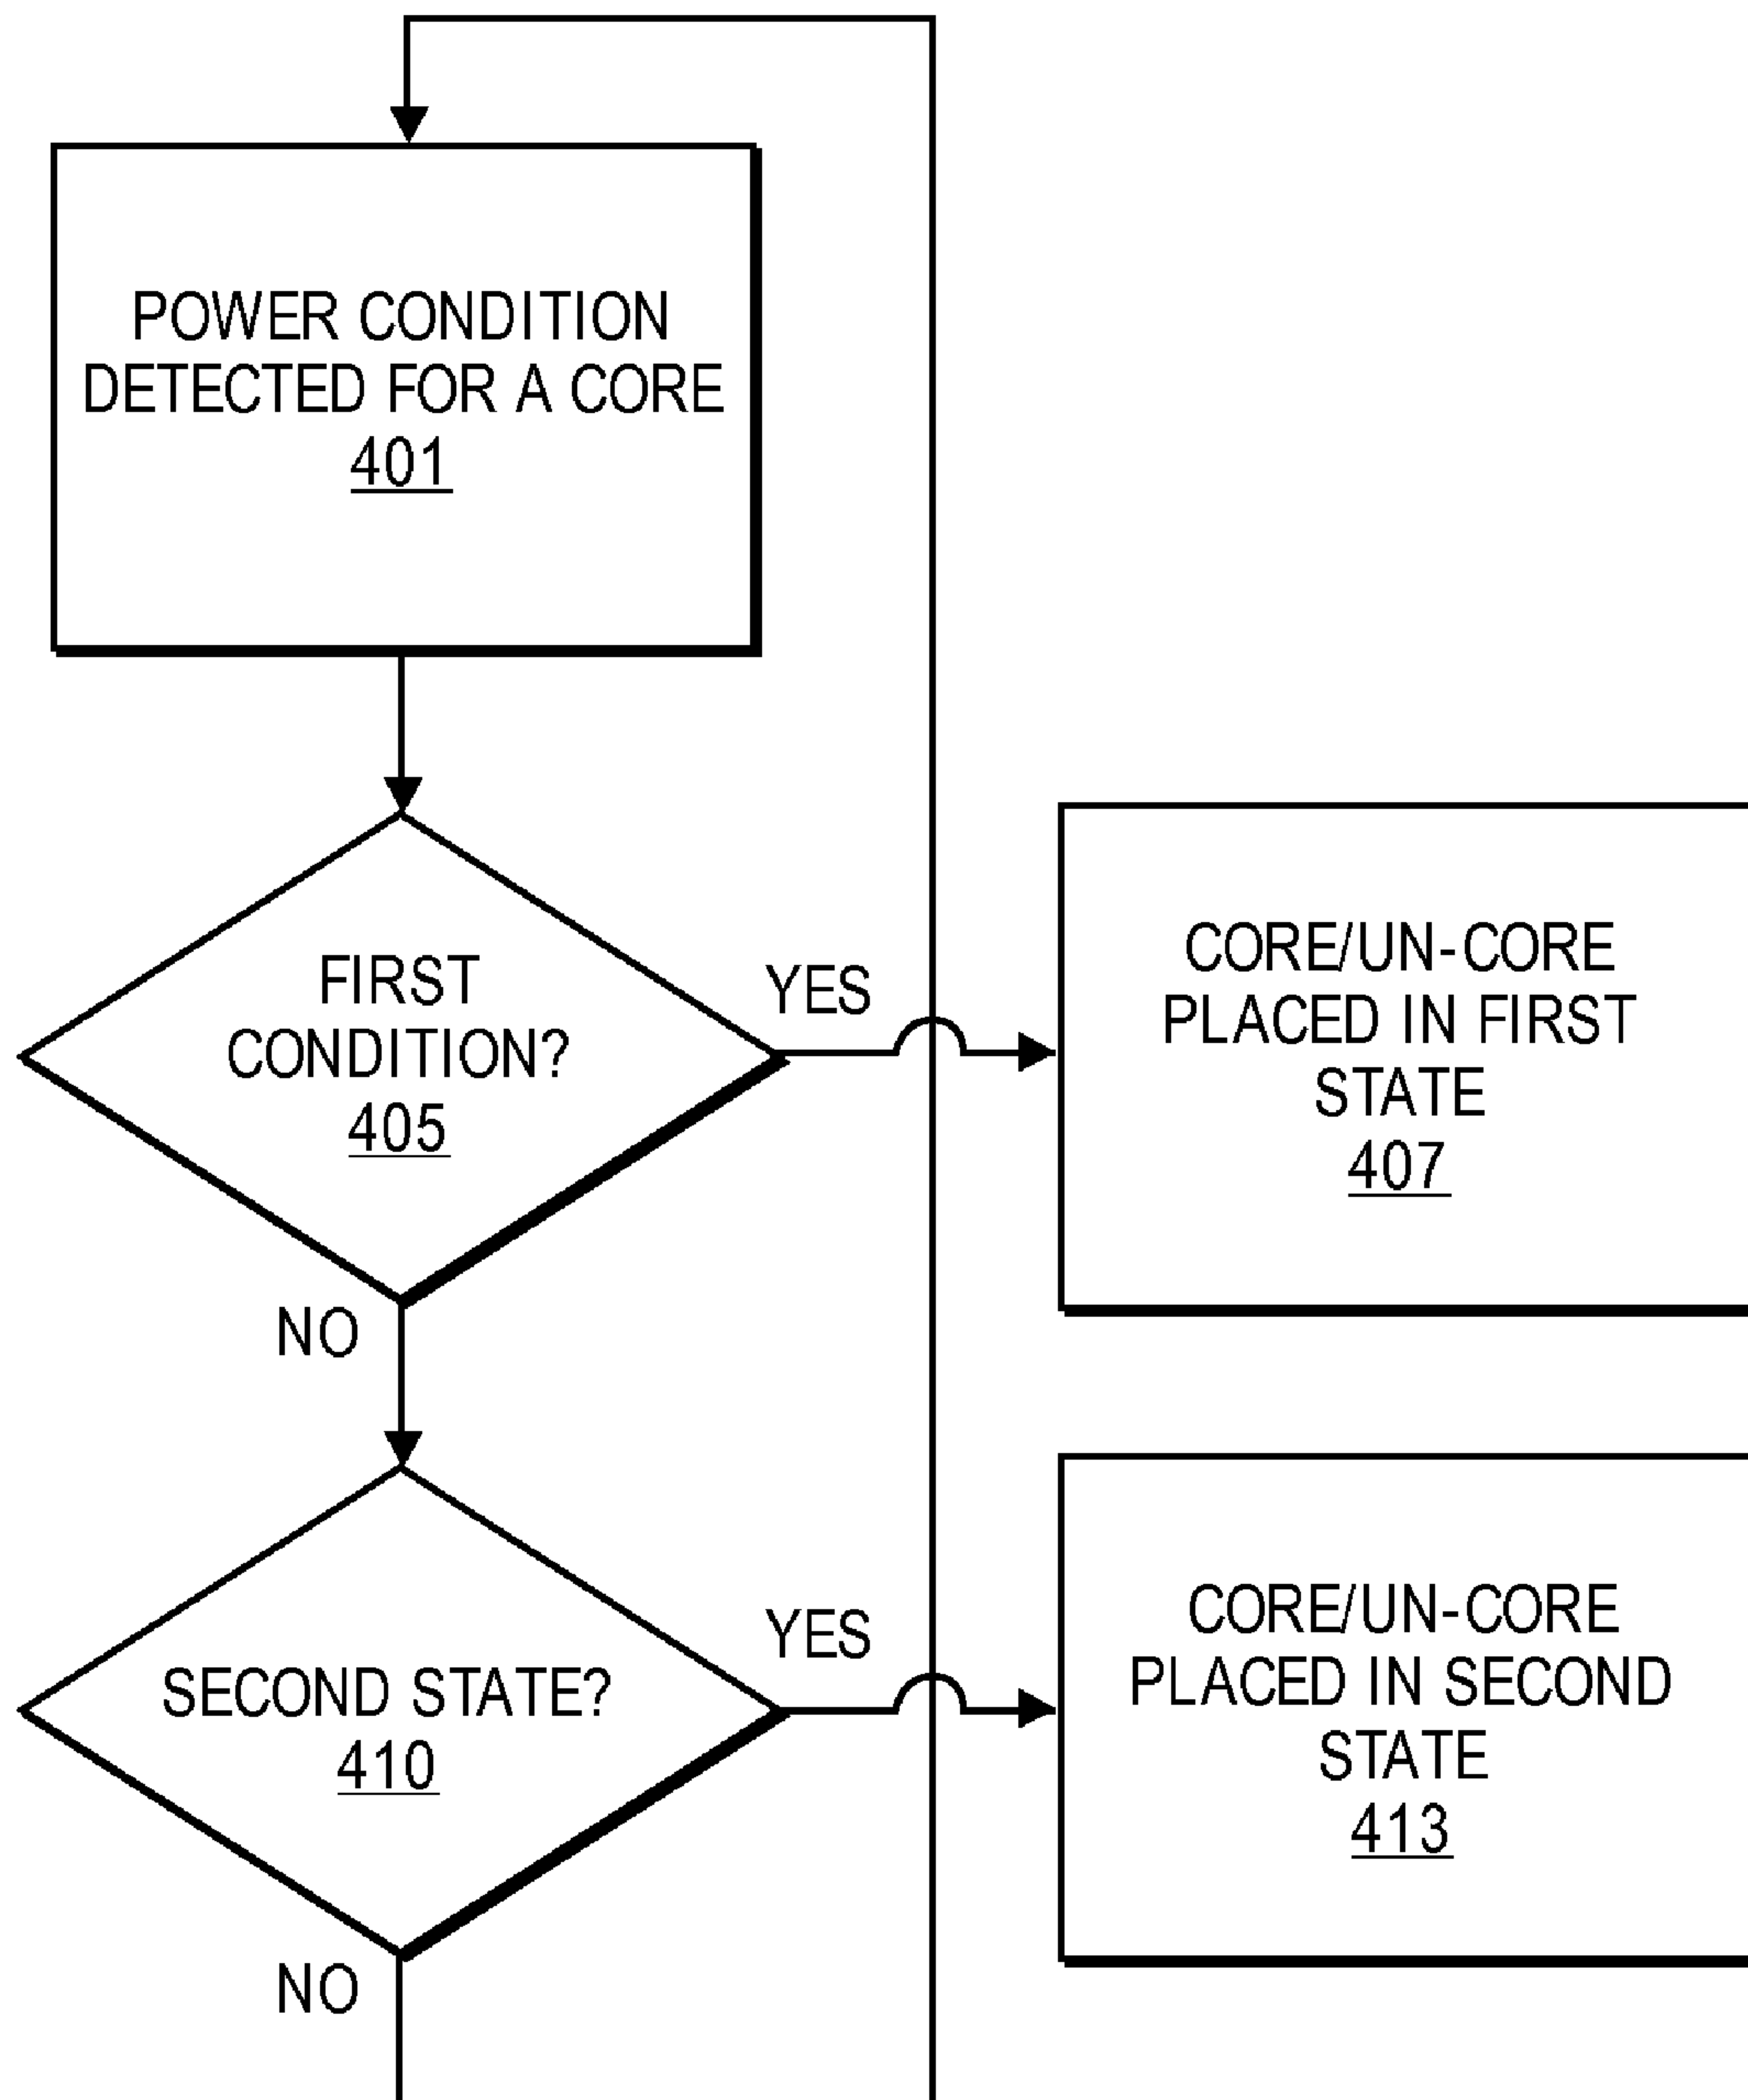 POWER CONDITION
DETECTED FOR A CORE
401
FIRST
CONDITION?
405
YES
CORE/UN-CORE
PLACED IN FIRST
STATE
407
NO
SECOND STATE?
410
YES
CORE/UN-CORE
PLACED IN SECOND
STATE
413
NO